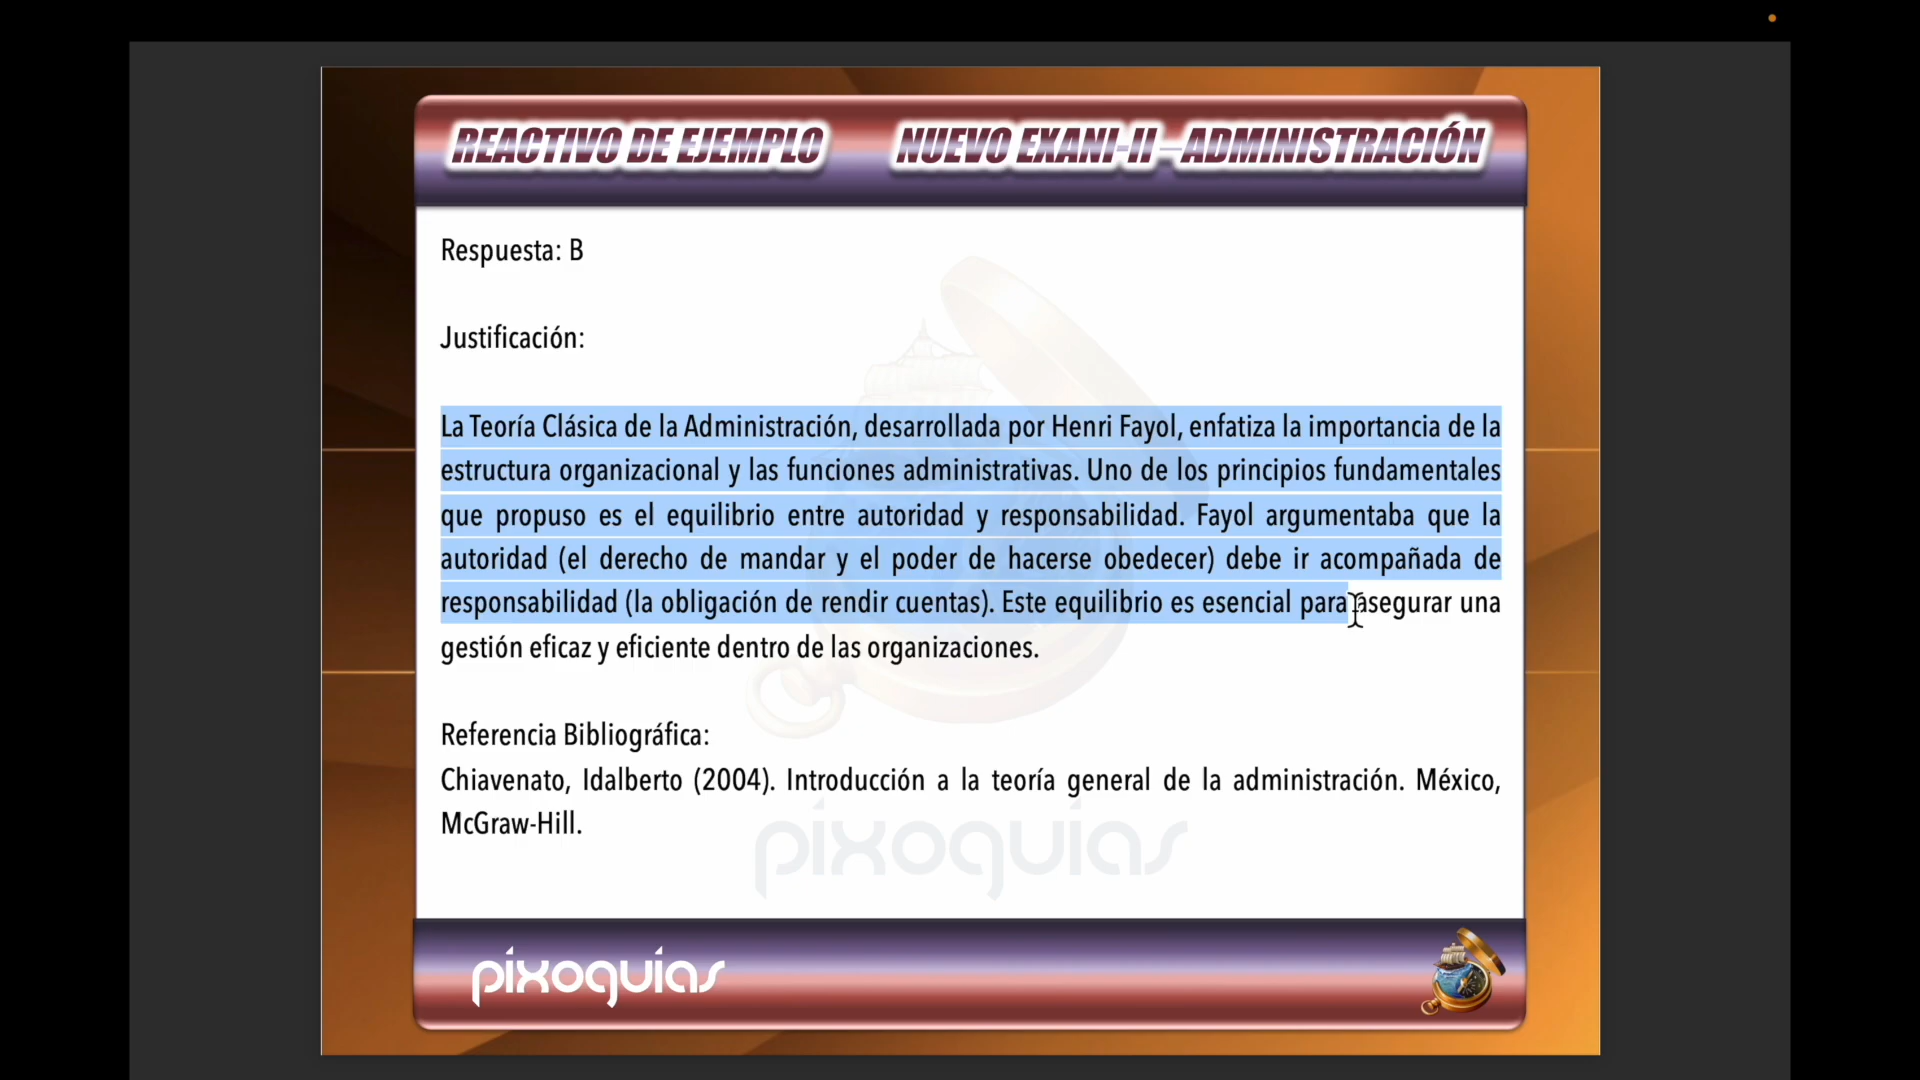 REACTIVO DE EJEMPLO NUEVO EXANI-II – ADMINISTRACIÓN
Respuesta: B
Justificación:
La Teoría Clásica de la Administración, desarrollada por Henri Fayol, enfatiza la importancia de la
estructura organizacional y las funciones administrativas. Uno de los principios fundamentales
que propuso es el equilibrio entre autoridad y responsabilidad. Fayol argumentaba que la
autoridad (el derecho de mandar y el poder de hacerse obedecer) debe ir acompañada de
responsabilidad (la obligación de rendir cuentas). Este equilibrio es esencial para asegurar una
gestión eficaz y eficiente dentro de las organizaciones.
Referencia Bibliográfica:
Chiavenato, Idalberto (2004). Introducción a la teoría general de la administración. México,
McGraw-Hill.
pixoguías
pixoguías